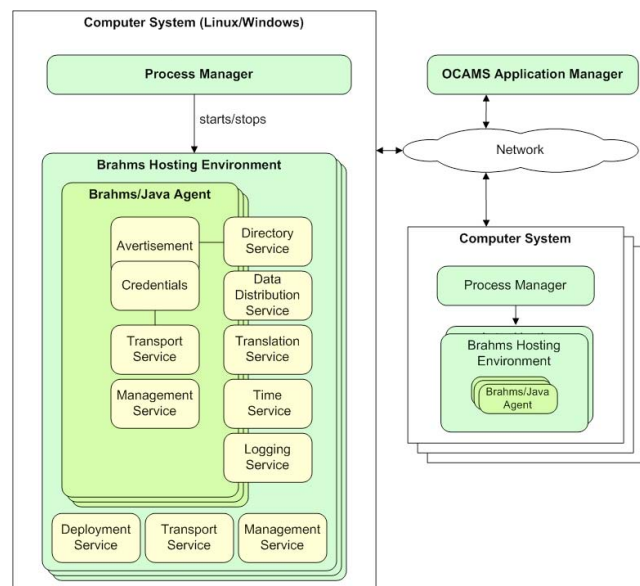 Computer System (Linux/Windows)
Process Manager
starts/stops
Brahms Hosting Environment
Brahms/Java Agent
Advertisement
Credentials
Transport
Service
Management
Service
Directory
Service
Data
Distribution
Service
Translation
Service
Time
Service
Logging
Service
Deployment
Service
Transport
Service
Management
Service
OCAMS Application Manager
Network
Computer System
Process Manager
Brahms Hosting
Environment
Brahms/Java
Agent